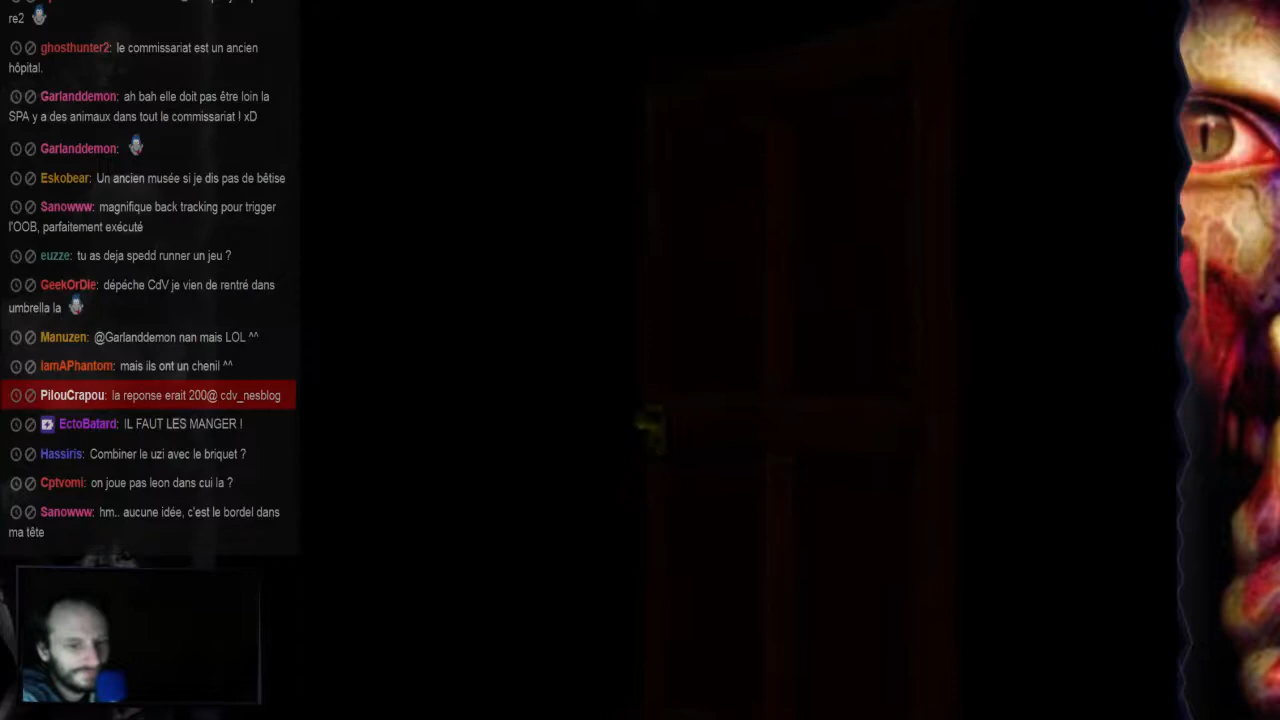 re2
ghosthunter2: le commissariat est un ancien
hôpital.
Garlanddemon: ah bah elle doit pas être loin la
SPA y a des animaux dans tout le commissariat ! xD
Garlanddemon:
Eskobear: Un ancien musée si je dis pas de bêtise
Sanowww: magnifique back tracking pour trigger
l'OOB, parfaitement exécuté
euzze: tu as deja spedd runner un jeu ?
GeekOrDie: dépéche CdV je vien de rentré dans
umbrella la
Manuzen: @Garlanddemon nan mais LOL ^^
IamAPhantom: mais ils ont un chenil ^^
PilouCrapou: la reponse erait 200@ cdv_nesblog
EctoBatard: IL FAUT LES MANGER !
Hassiris: Combiner le uzi avec le briquet ?
Cptvomi: on joue pas leon dans cui la ?
Sanowww: hm.. aucune idée, c'est le bordel dans
ma tête